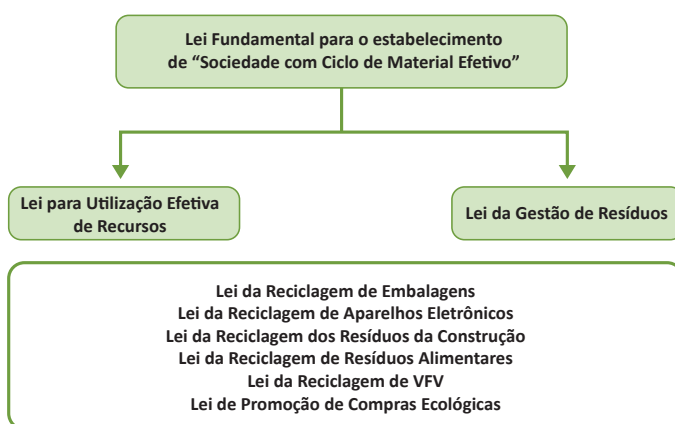 Lei Fundamental para o estabelecimento
de “Sociedade com Ciclo de Material Efetivo”
Lei para Utilização Efetiva
de Recursos
Lei da Gestão de Resíduos
Lei da Reciclagem de Embalagens
Lei da Reciclagem de Aparelhos Eletrônicos
Lei da Reciclagem dos Resíduos da Construção
Lei da Reciclagem de Resíduos Alimentares
Lei da Reciclagem de VFV
Lei de Promoção de Compras Ecológicas